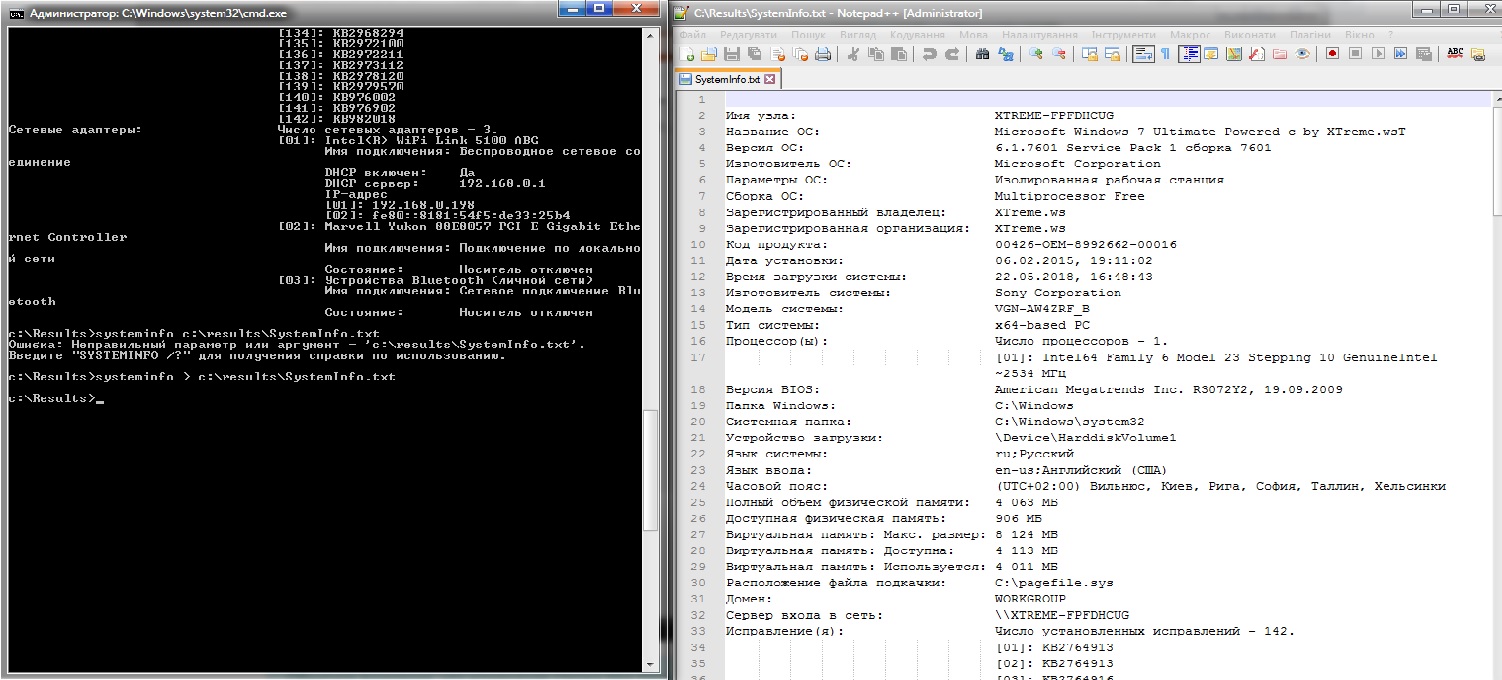 Администратор: C:\Windows\system32\cmd.exe
[134]: KB2968294
[135]: KB2972100
[136]: KB2973211
[137]: KB2973112
[138]: KB2978120
[139]: KB2979570
[140]: KB976002
[141]: KB976902
[142]: KB982018
Сетевые адаптеры: Число сетевых адаптеров - 3.
[01]: Intel(R) WiFi Link 5100 ABG
Имя подключения: Беспроводное сетевое со
единение
DHCP включен: Да
DHCP сервер: 192.168.0.1
IP-адрес
[01]: 192.168.0.198
[02]: fe80::8181:54f5:de33:25b4
[02]: Marvell Yukon 88E8057 PCI-E Gigabit Ethe
rnet Controller
Имя подключения: Подключение по локально
й сети
Состояние: Носитель отключен
[03]: Устройства Bluetooth (личной сети)
Имя подключения: Сетевое подключение Blu
etooth
Состояние: Носитель отключен
c:\Results>systeminfo c:\results\SystemInfo.txt
Ошибка: Неправильный параметр или аргумент - 'c:\results\SystemInfo.txt'.
Введите "SYSTEMINFO /?" для получения справки по использованию.
c:\Results>systeminfo > c:\results\SystemInfo.txt
c:\Results>_
C:\Results\SystemInfo.txt - Notepad++ [Administrator]
Файл Редагувати Пошук Вигляд Кодування Мова Налаштування Інструменти Макрос Виконати Плагіни Вікно ?
ABC
SystemInfo.txt
1
2 Имя узла: XTREME-FPFDHCUG
3 Название ОС: Microsoft Windows 7 Ultimate Powered c by XTreme.wsT
4 Версия ОС: 6.1.7601 Service Pack 1 сборка 7601
5 Изготовитель ОС: Microsoft Corporation
6 Параметры ОС: Изолированная рабочая станция
7 Сборка ОС: Multiprocessor Free
8 Зарегистрированный владелец: XTreme.ws
9 Зарегистрированная организация: XTreme.ws
10 Код продукта: 00426-OEM-8992662-00016
11 Дата установки: 06.02.2015, 19:11:02
12 Время загрузки системы: 22.05.2018, 16:48:43
13 Изготовитель системы: Sony Corporation
14 Модель системы: VGN-AW4ZRF_B
15 Тип системы: x64-based PC
16 Процессор(ы): Число процессоров - 1.
17 [01]: Intel64 Family 6 Model 23 Stepping 10 GenuineIntel
~2534 МГц
18 Версия BIOS: American Megatrends Inc. R3072Y2, 19.09.2009
19 Папка Windows: C:\Windows
20 Системная папка: C:\Windows\system32
21 Устройство загрузки: \Device\HarddiskVolume1
22 Язык системы: ru;Русский
23 Язык ввода: en-us;Английский (США)
24 Часовой пояс: (UTC+02:00) Вильнюс, Киев, Рига, София, Таллин, Хельсинки
25 Полный объем физической памяти: 4 063 МБ
26 Доступная физическая память: 906 МБ
27 Виртуальная память: Макс. размер: 8 124 МБ
28 Виртуальная память: Доступна: 4 113 МБ
29 Виртуальная память: Используется: 4 011 МБ
30 Расположение файла подкачки: C:\pagefile.sys
31 Домен: WORKGROUP
32 Сервер входа в сеть: \\XTREME-FPFDHCUG
33 Исправление(я): Число установленных исправлений - 142.
34 [01]: KB2764913
35 [02]: KB2764913
36 [03]: KB2764916